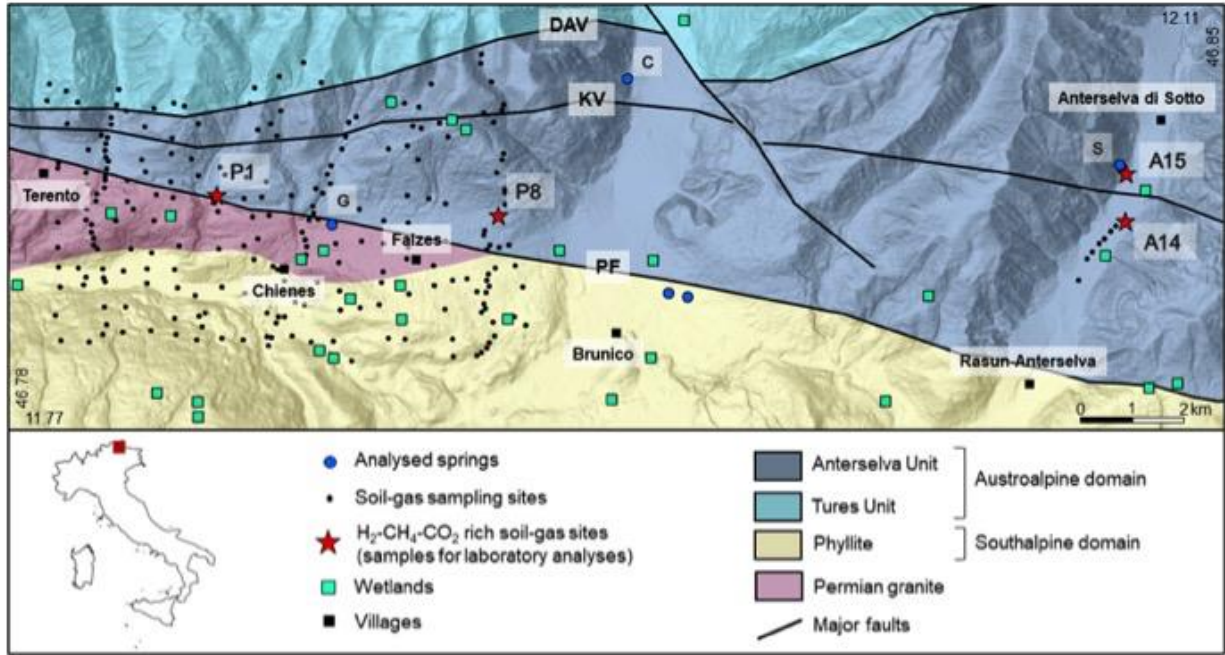 DAV
12.11
46.85
C
KV
Anterselva di Sotto
S
A15
P1
P8
Terento
G
A14
Falzes
PF
Chienes
Brunico
Rasun-Anterselva
46.78
11.77
0 1 2 km
Analysed springs
Soil-gas sampling sites
H₂-CH₄-CO₂ rich soil-gas sites
(samples for laboratory analyses)
Wetlands
Villages
Anterselva Unit
Tures Unit
Austroalpine domain
Phyllite
Southalpine domain
Permian granite
Major faults